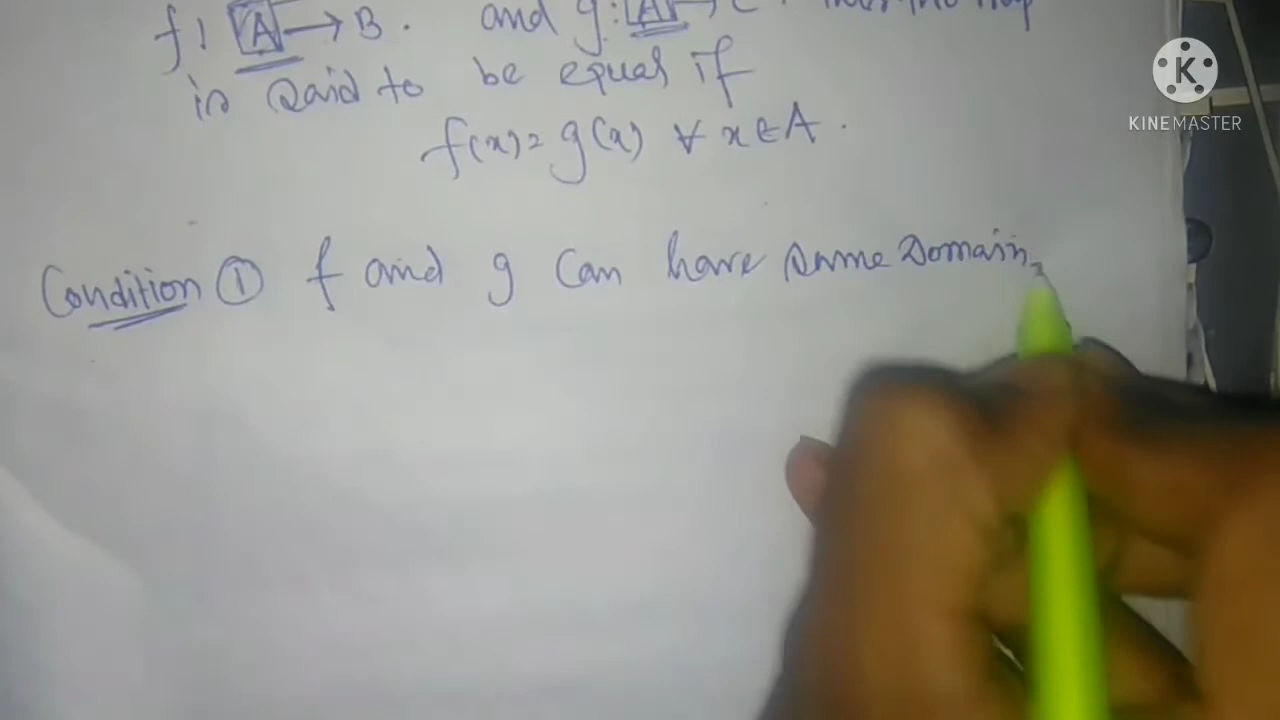 f : A → B . and g : A → C .
is said to be equal if
f(x) = g(x) ∀ x ∈ A .
Condition ① f and g can have same Domain
K
KINEMASTER